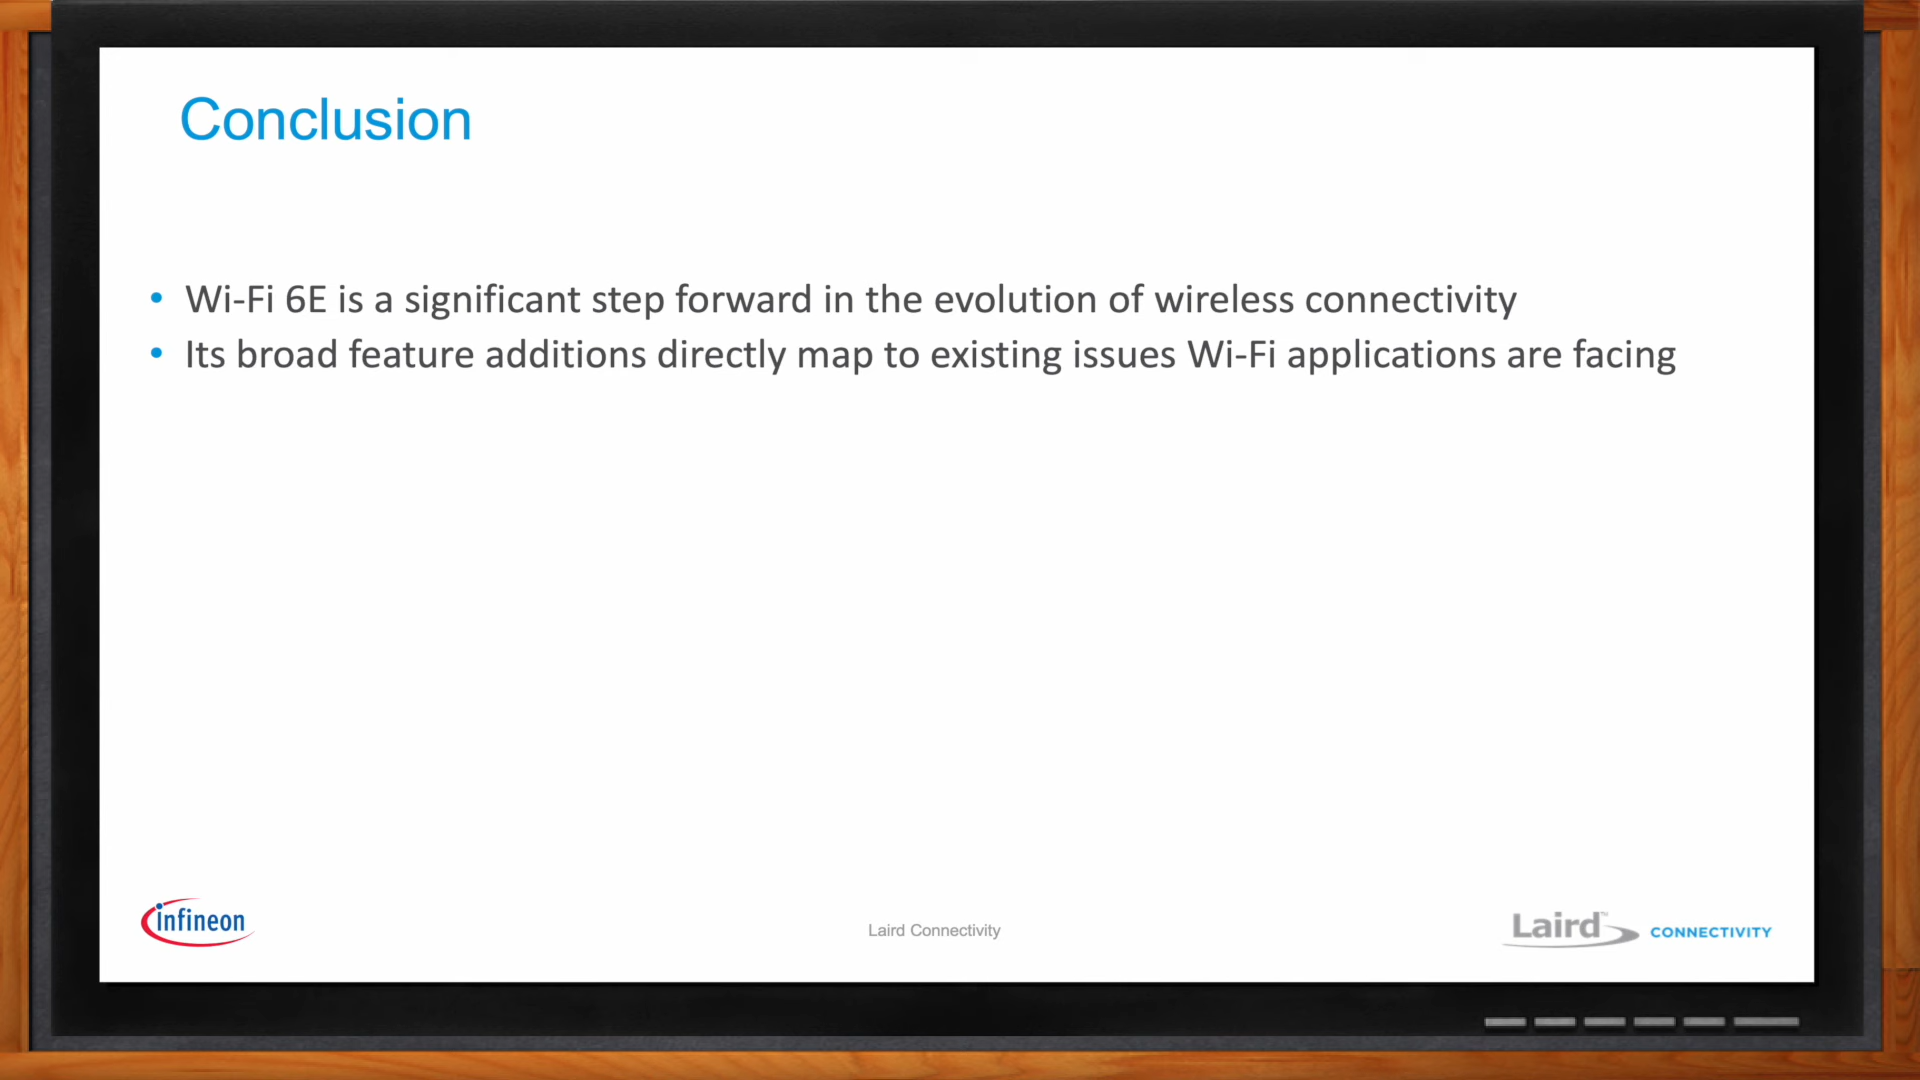 Conclusion
• Wi-Fi 6E is a significant step forward in the evolution of wireless connectivity
• Its broad feature additions directly map to existing issues Wi-Fi applications are facing
infineon
Laird Connectivity
Laird™ CONNECTIVITY